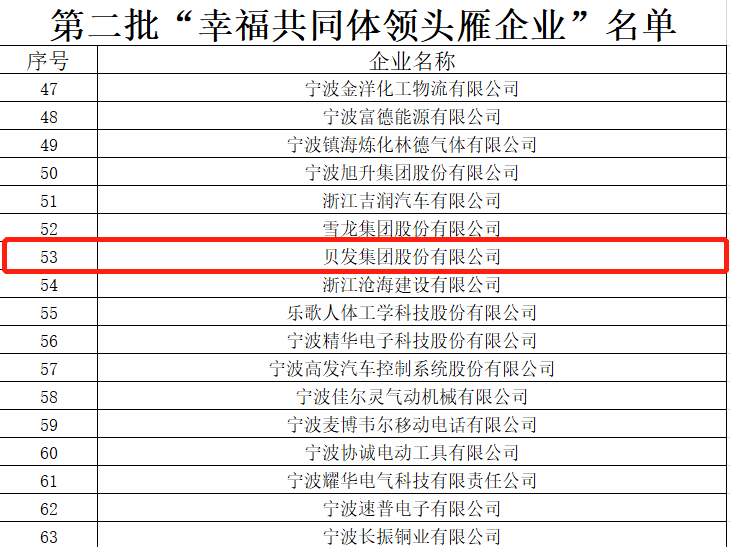 第二批“幸福共同体领头雁企业”名单
序号 企业名称
47 宁波金洋化工物流有限公司
48 宁波富德能源有限公司
49 宁波镇海炼化林德气体有限公司
50 宁波旭升集团股份有限公司
51 浙江吉润汽车有限公司
52 雪龙集团股份有限公司
53 贝发集团股份有限公司
54 浙江沧海建设有限公司
55 乐歌人体工学科技股份有限公司
56 宁波精华电子科技股份有限公司
57 宁波高发汽车控制系统股份有限公司
58 宁波佳尔灵气动机械有限公司
59 宁波麦博韦尔移动电话有限公司
60 宁波协诚电动工具有限公司
61 宁波耀华电气科技有限责任公司
62 宁波速普电子有限公司
63 宁波长振铜业有限公司